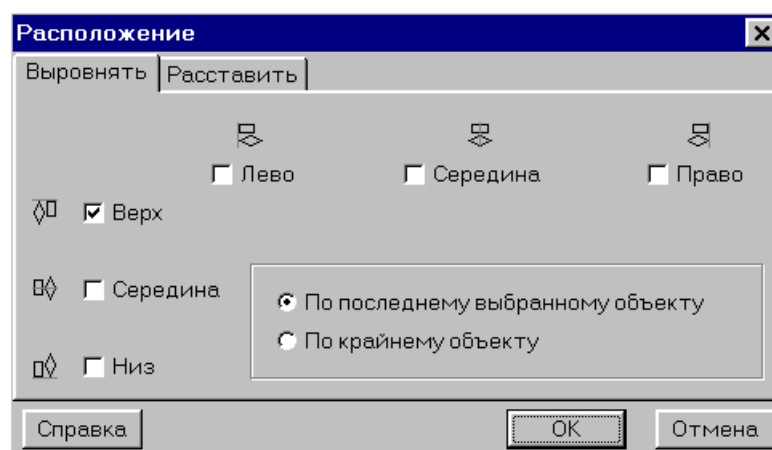 Расположение
Выровнять Расставить
Лево Середина Право
Верх
Середина
По последнему выбранному объекту
По крайнему объекту
Низ
Справка OK Отмена